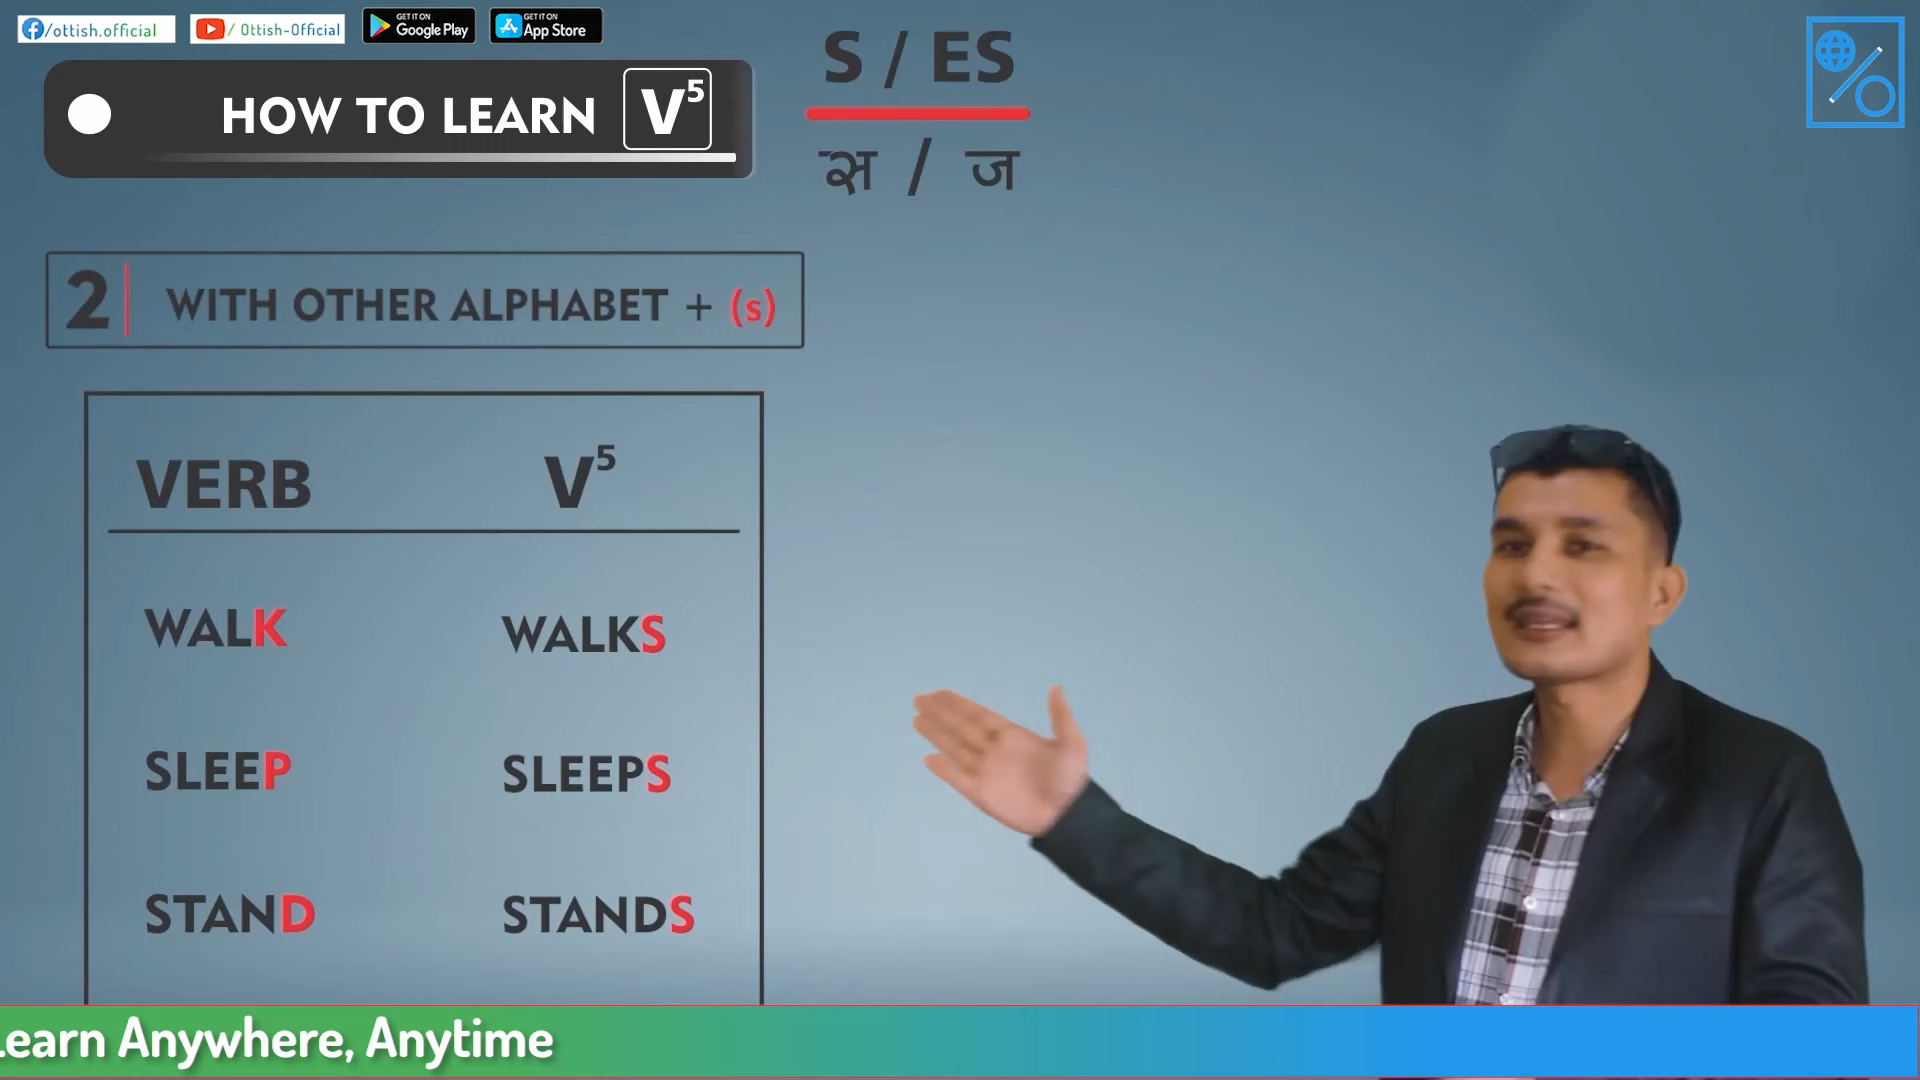 /ottish.official
/ Ottish-Official
GET IT ON
Google Play
GET IT ON
App Store
HOW TO LEARN V⁵
S / ES
स / ज
2 WITH OTHER ALPHABET + (s)
VERB V⁵
WALK WALKS
SLEEP SLEEPS
STAND STANDS
Learn Anywhere, Anytime